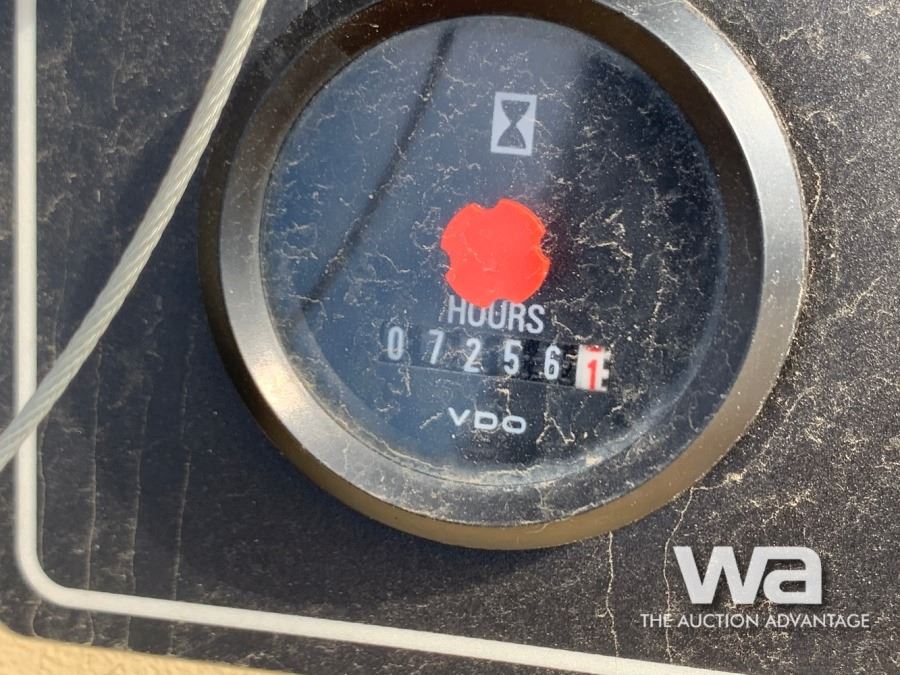 HOURS
072561
VDO
wa
THE AUCTION ADVANTAGE